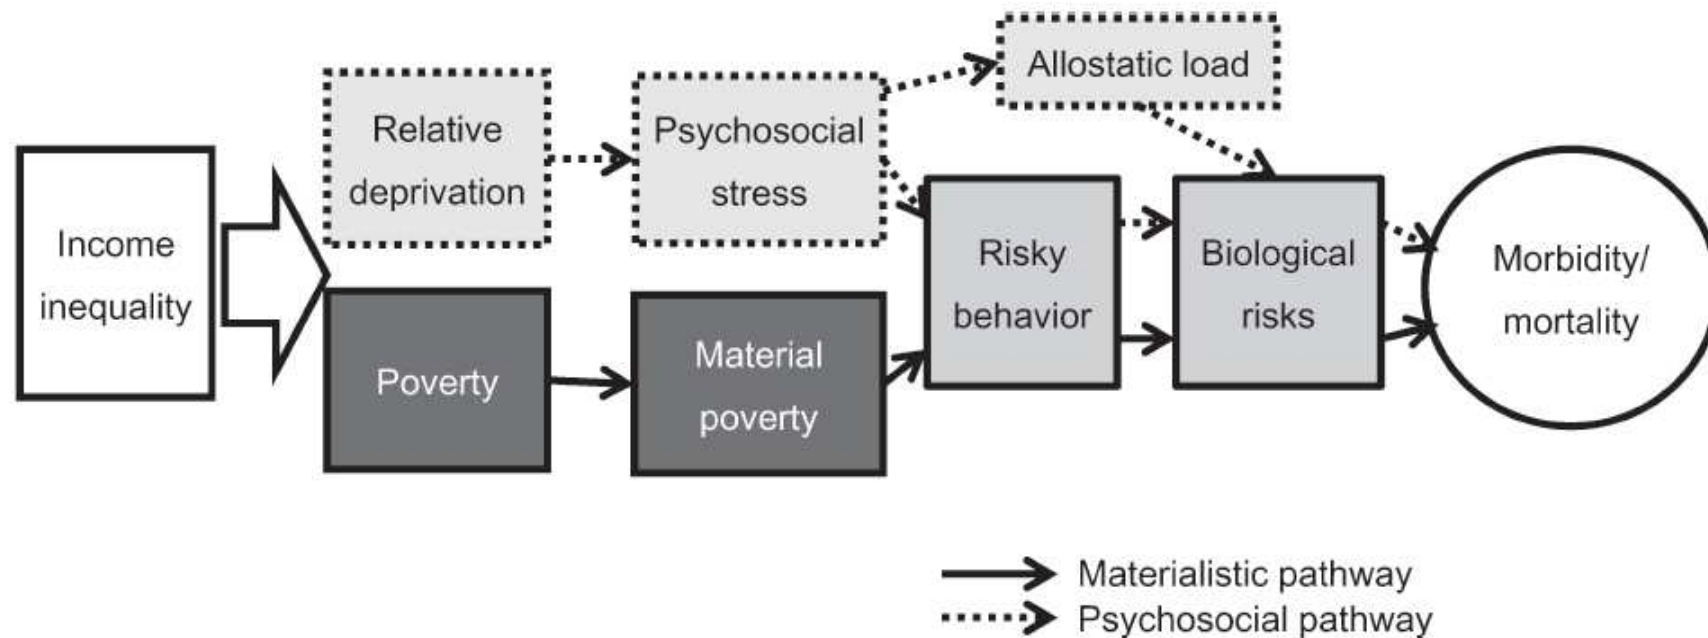 Income
inequality
Relative
deprivation
Poverty
Psychosocial
stress
Material
poverty
Allostatic load
Risky
behavior
Biological
risks
Morbidity/
mortality
Materialistic pathway
Psychosocial pathway